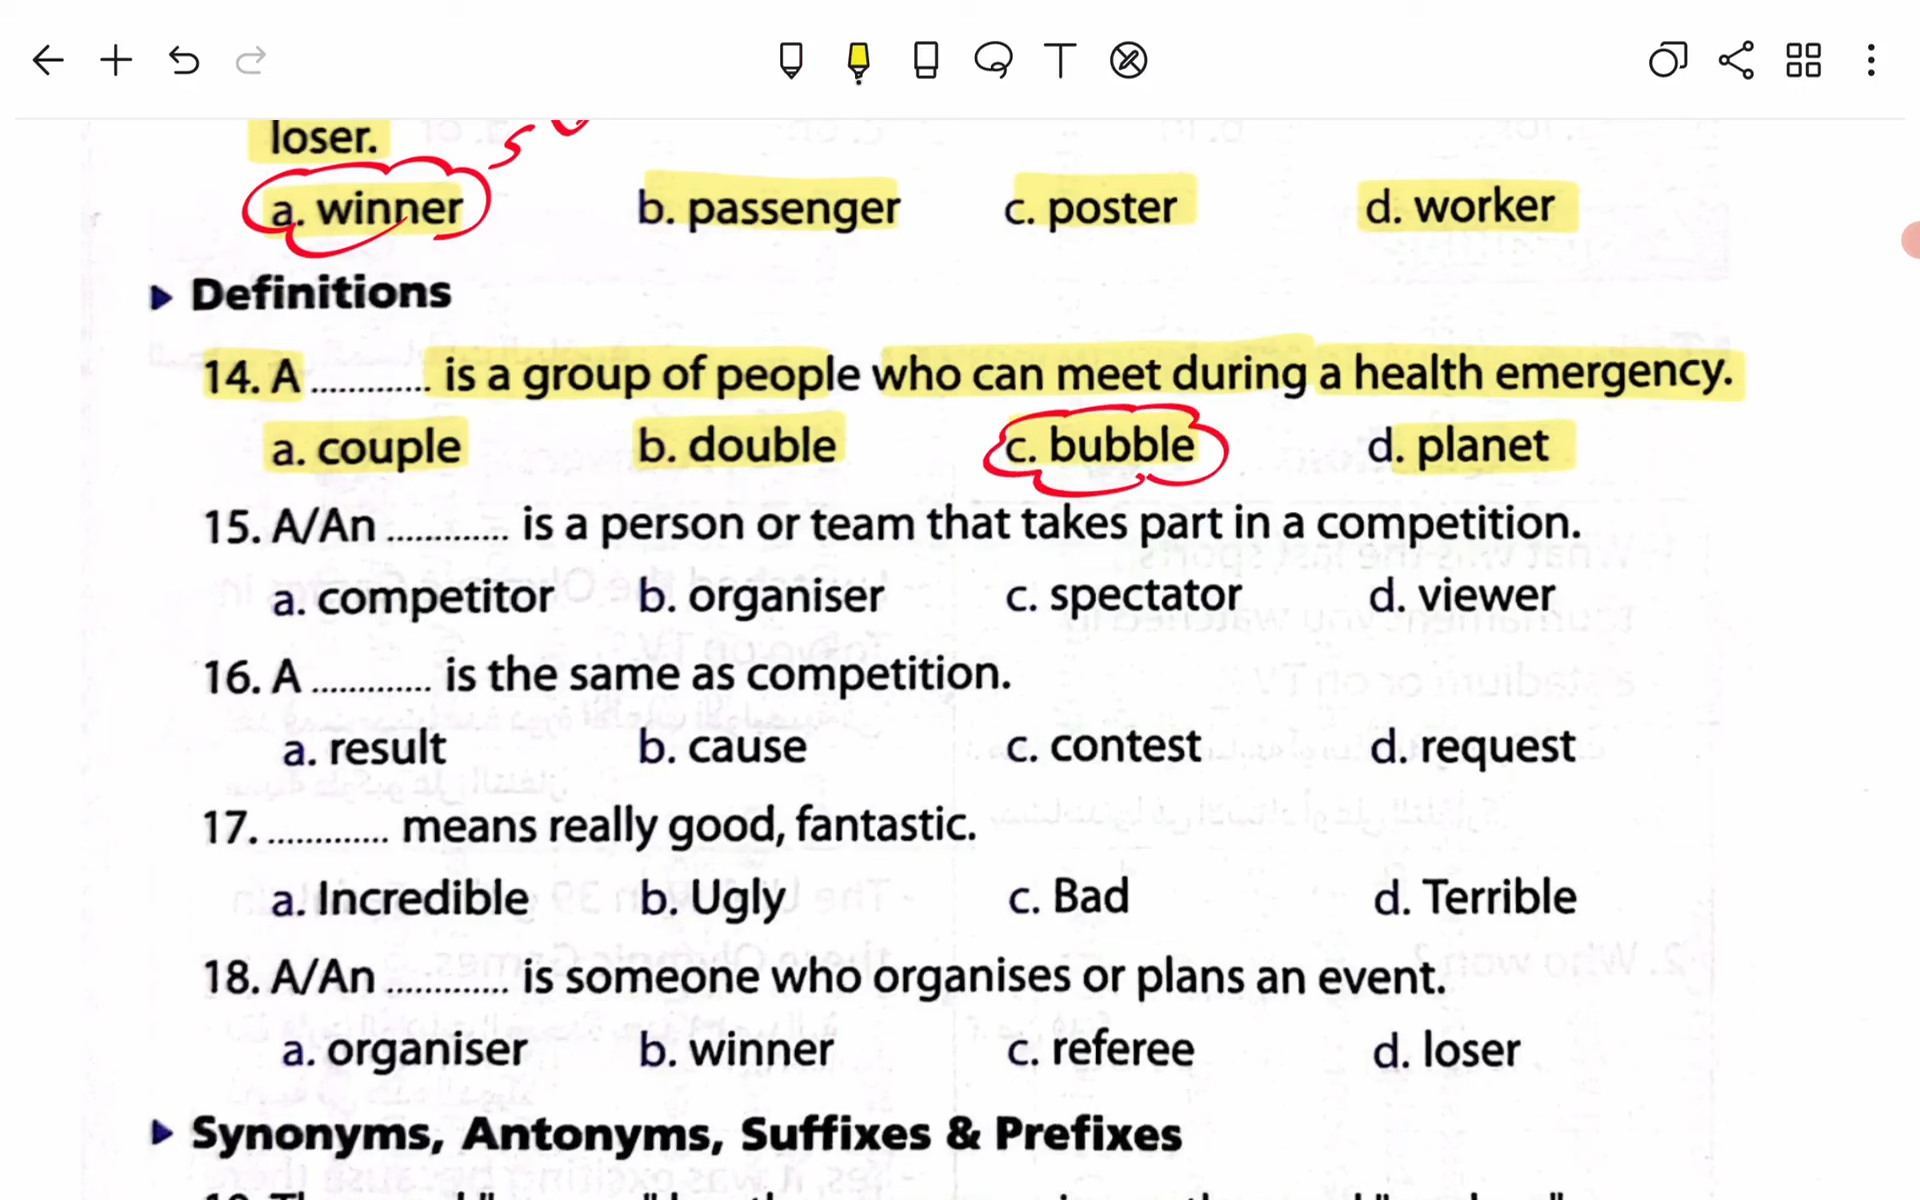 loser.
a. winner b. passenger c. poster d. worker
Definitions
14. A ............ is a group of people who can meet during a health emergency.
a. couple b. double c. bubble d. planet
15. A/An ............ is a person or team that takes part in a competition.
a. competitor b. organiser c. spectator d. viewer
16. A ............ is the same as competition.
a. result b. cause c. contest d. request
17. ............ means really good, fantastic.
a. Incredible b. Ugly c. Bad d. Terrible
18. A/An ............ is someone who organises or plans an event.
a. organiser b. winner c. referee d. loser
Synonyms, Antonyms, Suffixes & Prefixes